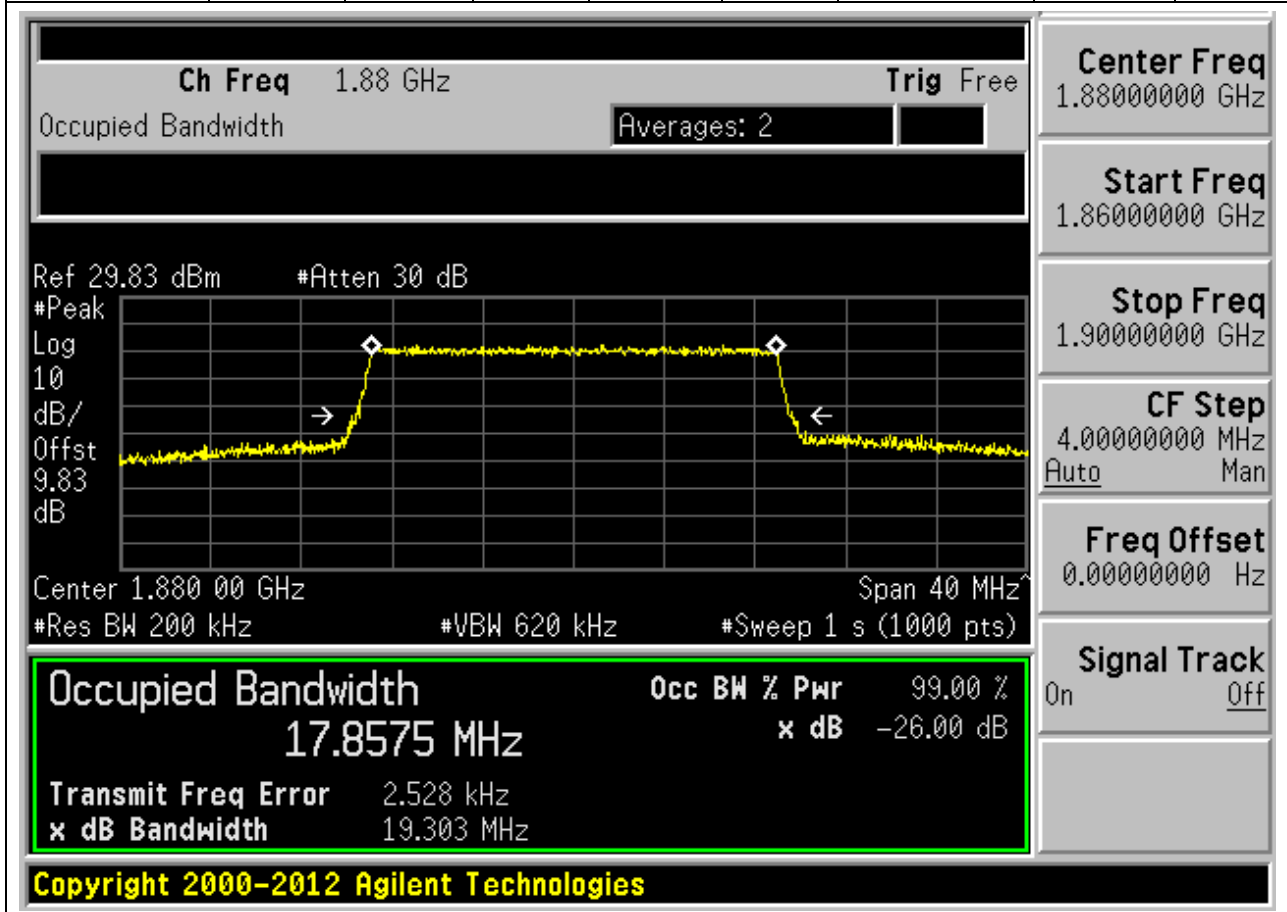 Ch Freq 1.88 GHz Trig Free
Occupied Bandwidth Averages: 2
Ref 29.83 dBm #Atten 30 dB
#Peak
Log
10
dB/
Offst
9.83
dB
Center 1.880 00 GHz Span 40 MHz^
#Res BW 200 kHz #VBW 620 kHz #Sweep 1 s (1000 pts)
Occupied Bandwidth Occ BW % Pwr 99.00 %
17.8575 MHz x dB -26.00 dB
Transmit Freq Error 2.528 kHz
x dB Bandwidth 19.303 MHz
Copyright 2000-2012 Agilent Technologies
Center Freq
1.88000000 GHz
Start Freq
1.86000000 GHz
Stop Freq
1.90000000 GHz
CF Step
4.00000000 MHz
Auto Man
Freq Offset
0.00000000 Hz
Signal Track
On Off